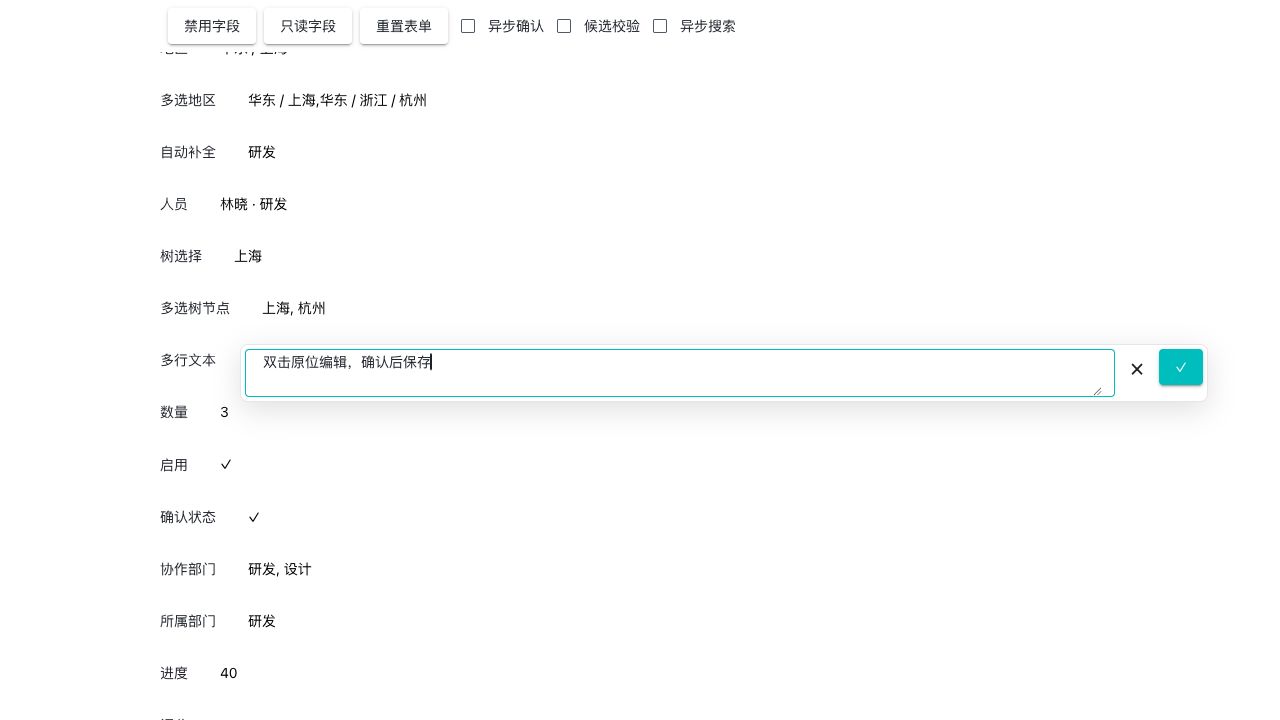 禁用字段 只读字段 重置表单 异步确认 候选校验 异步搜索
多选地区 华东 / 上海,华东 / 浙江 / 杭州
自动补全 研发
人员 林晓 · 研发
树选择 上海
多选树节点 上海, 杭州
多行文本 双击原位编辑，确认后保存
数量 3
启用 ✓
确认状态 ✓
协作部门 研发, 设计
所属部门 研发
进度 40